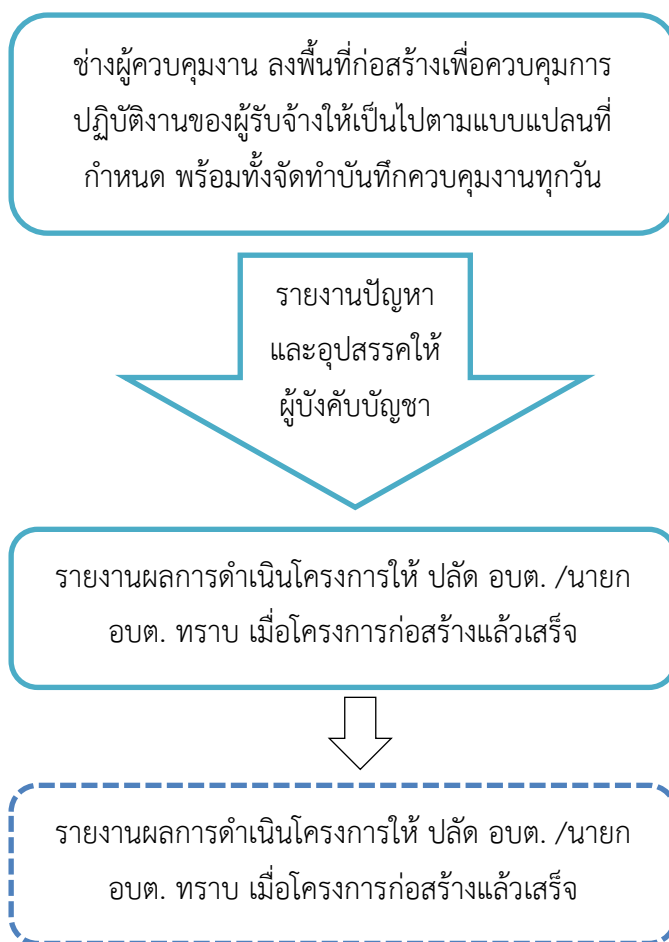 ช่างผู้ควบคุมงาน ลงพื้นที่ก่อสร้างเพื่อควบคุมการ
ปฏิบัติงานของผู้รับจ้างให้เป็นไปตามแบบแปลนที่
กำหนด พร้อมทั้งจัดทำบันทึกควบคุมงานทุกวัน
รายงานปัญหา
และอุปสรรคให้
ผู้บังคับบัญชา
รายงานผลการดำเนินโครงการให้ ปลัด อบต. /นายก
อบต. ทราบ เมื่อโครงการก่อสร้างแล้วเสร็จ
รายงานผลการดำเนินโครงการให้ ปลัด อบต. /นายก
อบต. ทราบ เมื่อโครงการก่อสร้างแล้วเสร็จ